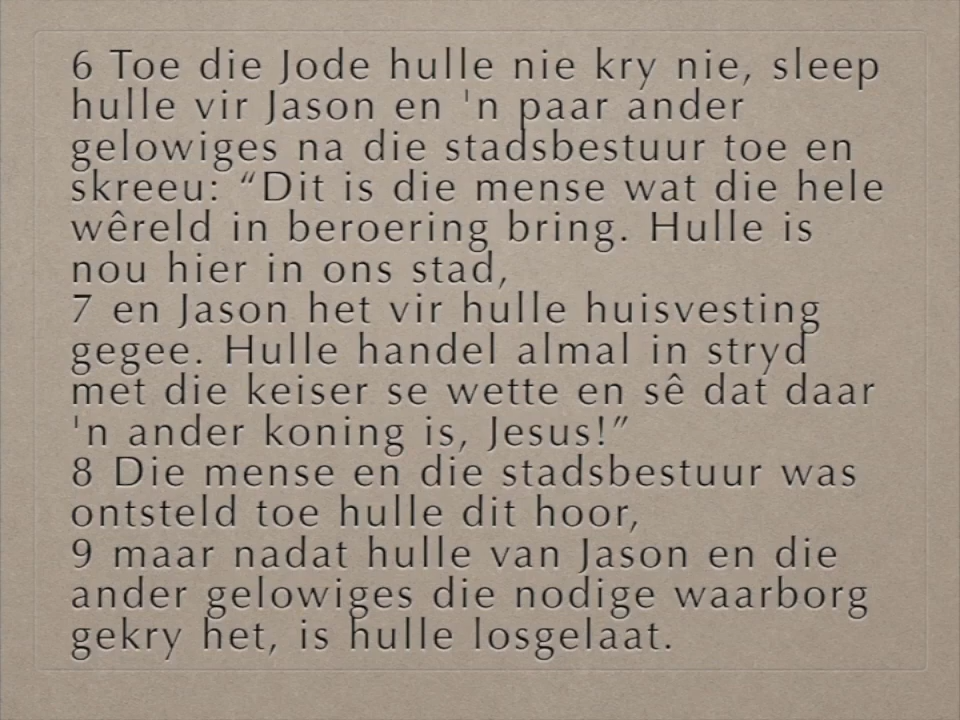 6 Toe die Jode hulle nie kry nie, sleep
hulle vir Jason en 'n paar ander
gelowiges na die stadsbestuur toe en
skreeu: “Dit is die mense wat die hele
wêreld in beroering bring. Hulle is
nou hier in ons stad,
7 en Jason het vir hulle huisvesting
gegee. Hulle handel almal in stryd
met die keiser se wette en sê dat daar
'n ander koning is, Jesus!”
8 Die mense en die stadsbestuur was
ontsteld toe hulle dit hoor,
9 maar nadat hulle van Jason en die
ander gelowiges die nodige waarborg
gekry het, is hulle losgelaat.